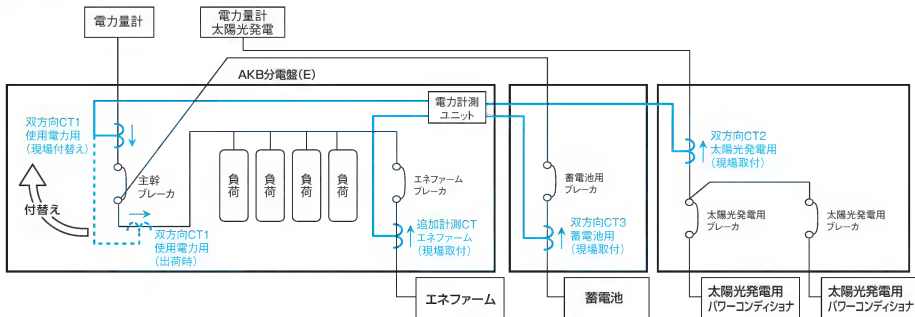 電力量計
電力量計
太陽光発電
AKB分電盤(E)
電力計測
ユニット
双方向CT1
使用電力用
(現場付替え)
付替え
主幹
ブレーカ
双方向CT1
使用電力用
(出荷時)
負荷
負荷
負荷
負荷
エネファーム
ブレーカ
追加計測CT
エネファーム
(現場取付)
蓄電池用
ブレーカ
双方向CT3
蓄電池用
(現場取付)
双方向CT2
太陽光発電用
(現場取付)
太陽光発電用
ブレーカ
太陽光発電用
ブレーカ
エネファーム
蓄電池
太陽光発電用
パワーコンディショナ
太陽光発電用
パワーコンディショナ